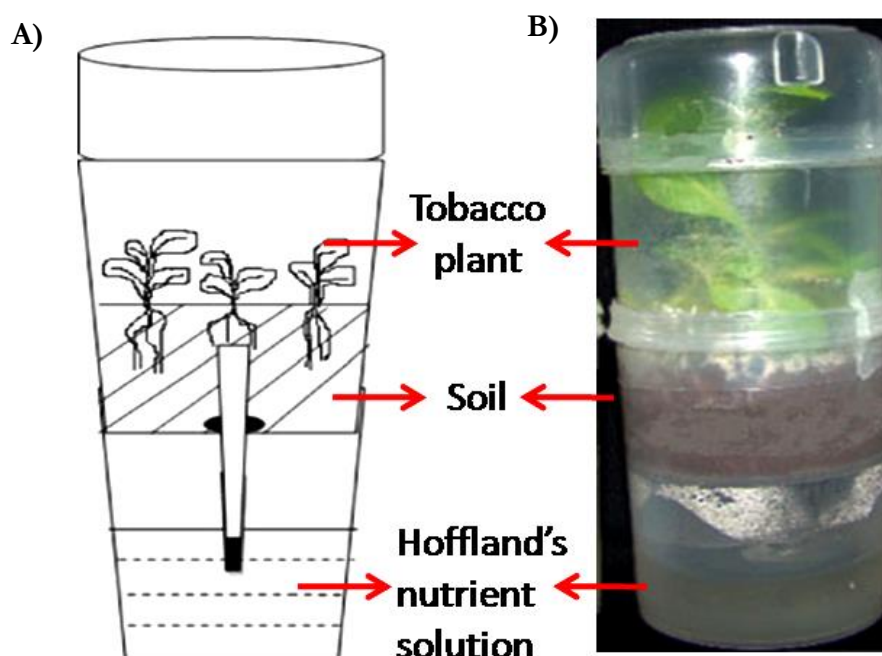 A)
B)
Tobacco
plant
Soil
Hoffland's
nutrient
solution